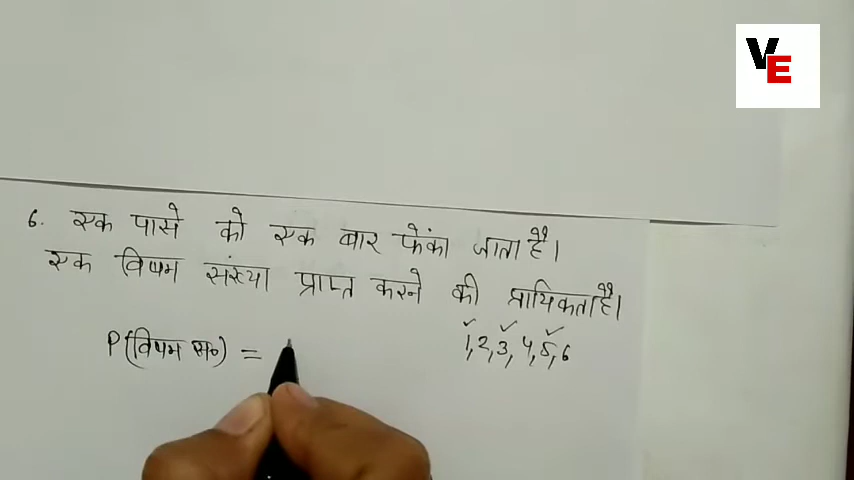 VE
6. एक पासे को एक बार फेंका जाता है।
एक विषम संख्या प्राप्त करने की प्रायिकता है।
P(विषम सं०) = 1, 2, 3, 4, 5, 6